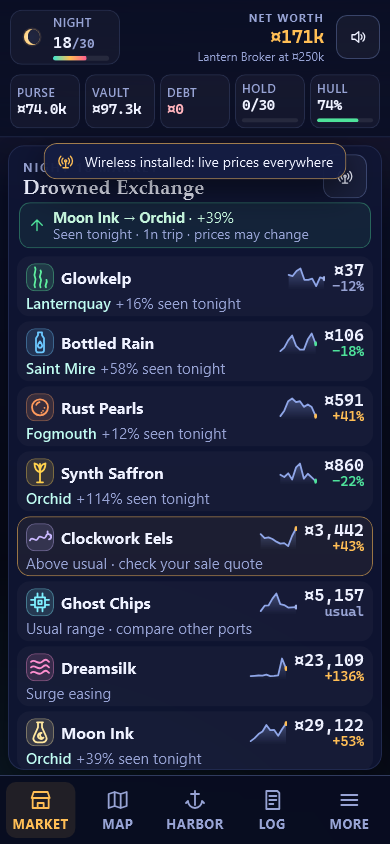 NIGHT
18/30
NET WORTH
¤171k
Lantern Broker at ¤250k
PURSE
¤74.0k
VAULT
¤97.3k
DEBT
¤0
HOLD
0/30
HULL
74%
Wireless installed: live prices everywhere
Drowned Exchange
Moon Ink → Orchid · +39%
Seen tonight · 1n trip · prices may change
Glowkelp
¤37
Lanternquay +16% seen tonight
−12%
Bottled Rain
¤106
Saint Mire +58% seen tonight
−18%
Rust Pearls
¤591
Fogmouth +12% seen tonight
+41%
Synth Saffron
¤860
Orchid +114% seen tonight
−22%
Clockwork Eels
¤3,442
+43%
Above usual · check your sale quote
Ghost Chips
¤5,157
usual
Usual range · compare other ports
Dreamsilk
¤23,109
+136%
Surge easing
Moon Ink
¤29,122
+53%
Orchid +39% seen tonight
MARKET
MAP
HARBOR
LOG
MORE